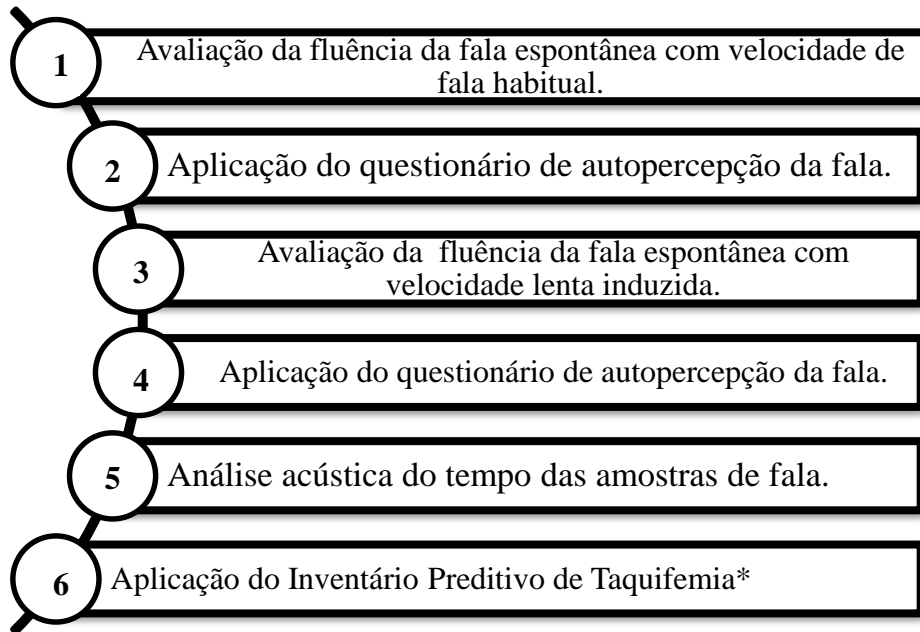 1
Avaliação da fluência da fala espontânea com velocidade de
fala habitual.
2
Aplicação do questionário de autopercepção da fala.
3
Avaliação da fluência da fala espontânea com
velocidade lenta induzida.
4
Aplicação do questionário de autopercepção da fala.
5
Análise acústica do tempo das amostras de fala.
6
Aplicação do Inventário Preditivo de Taquifemia*